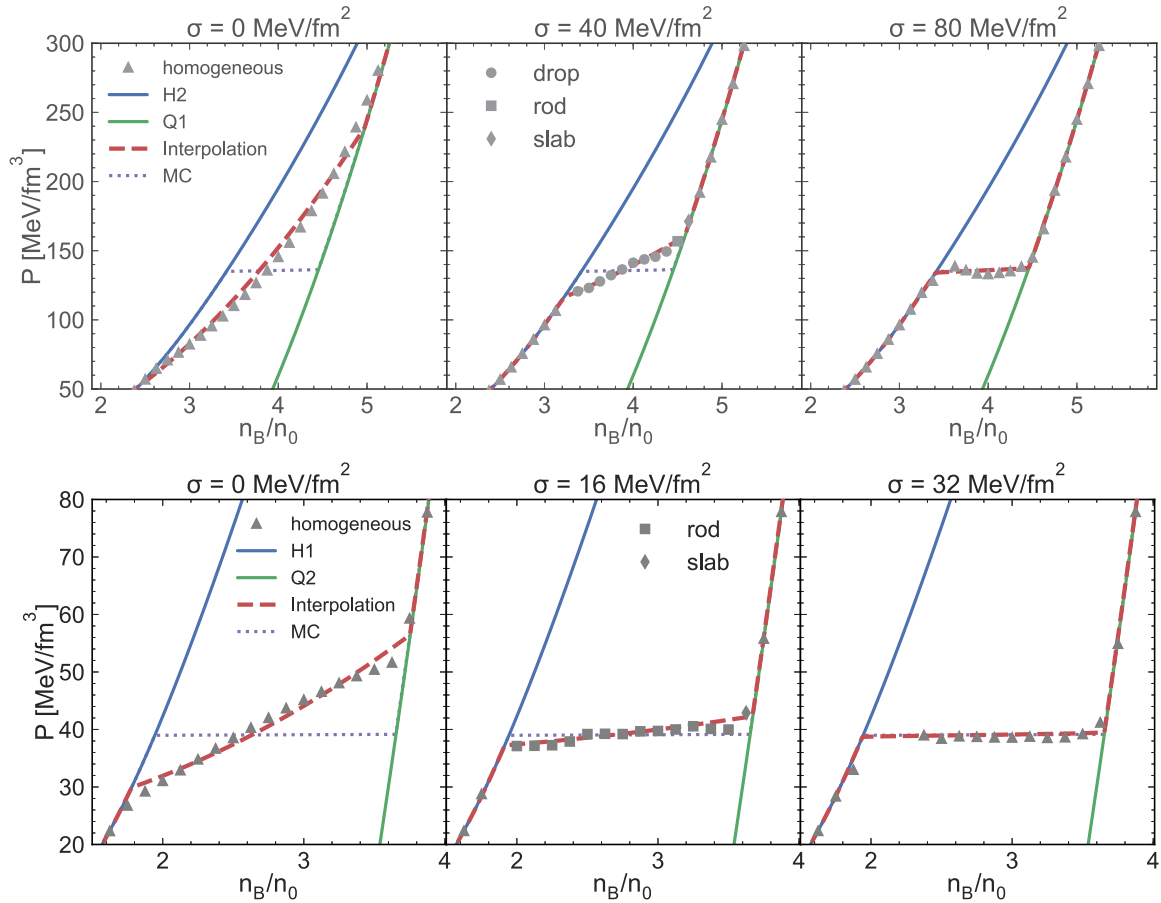 σ = 0 MeV/fm²
σ = 40 MeV/fm²
σ = 80 MeV/fm²
300
250
200
150
100
50
P [MeV/fm³]
homogeneous
H2
Q1
Interpolation
MC
drop
rod
slab
2 3 4 5
2 3 4 5
2 3 4 5
n_B/n_0
n_B/n_0
n_B/n_0
σ = 0 MeV/fm²
σ = 16 MeV/fm²
σ = 32 MeV/fm²
80
70
60
50
40
30
20
P [MeV/fm³]
homogeneous
H1
Q2
Interpolation
MC
rod
slab
2 3 4
2 3 4
2 3 4
n_B/n_0
n_B/n_0
n_B/n_0